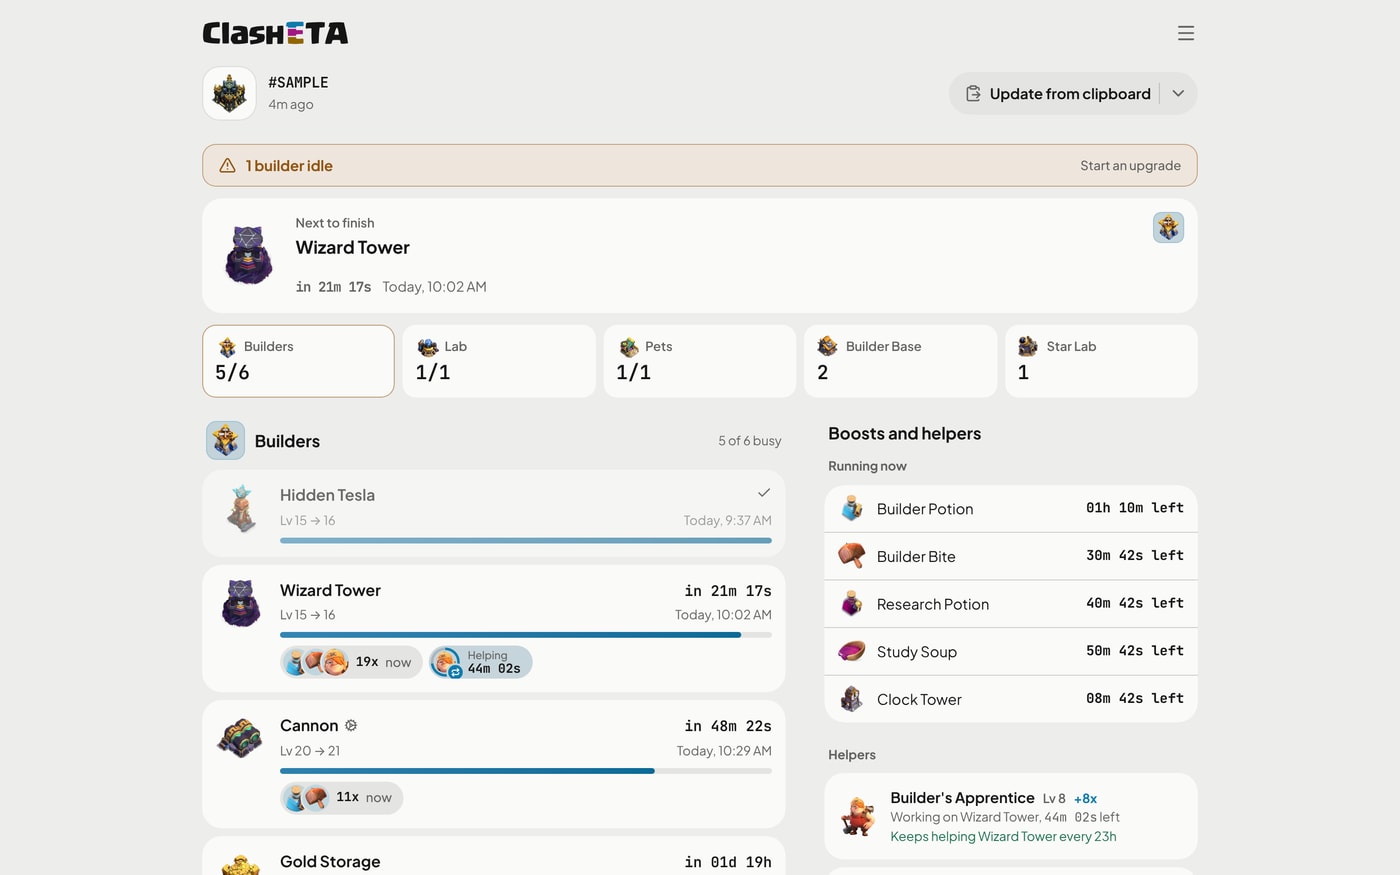 ClashETA
#SAMPLE
4m ago
Update from clipboard
1 builder idle
Start an upgrade
Next to finish
Wizard Tower
in 21m 17s Today, 10:02 AM
Builders
5/6
Lab
1/1
Pets
1/1
Builder Base
2
Star Lab
1
Builders
5 of 6 busy
Hidden Tesla
Lv 15 → 16
Today, 9:37 AM
Wizard Tower
in 21m 17s
Lv 15 → 16
Today, 10:02 AM
19x now
Helping
44m 02s
Cannon
in 48m 22s
Lv 20 → 21
Today, 10:29 AM
11x now
Gold Storage
in 01d 19h
Boosts and helpers
Running now
Builder Potion
01h 10m left
Builder Bite
30m 42s left
Research Potion
40m 42s left
Study Soup
50m 42s left
Clock Tower
08m 42s left
Helpers
Builder's Apprentice Lv 8 +8x
Working on Wizard Tower, 44m 02s left
Keeps helping Wizard Tower every 23h